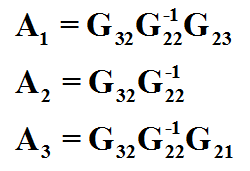 A₁ = G₃₂G₂₂⁻¹G₂₃
A₂ = G₃₂G₂₂⁻¹
A₃ = G₃₂G₂₂⁻¹G₂₁